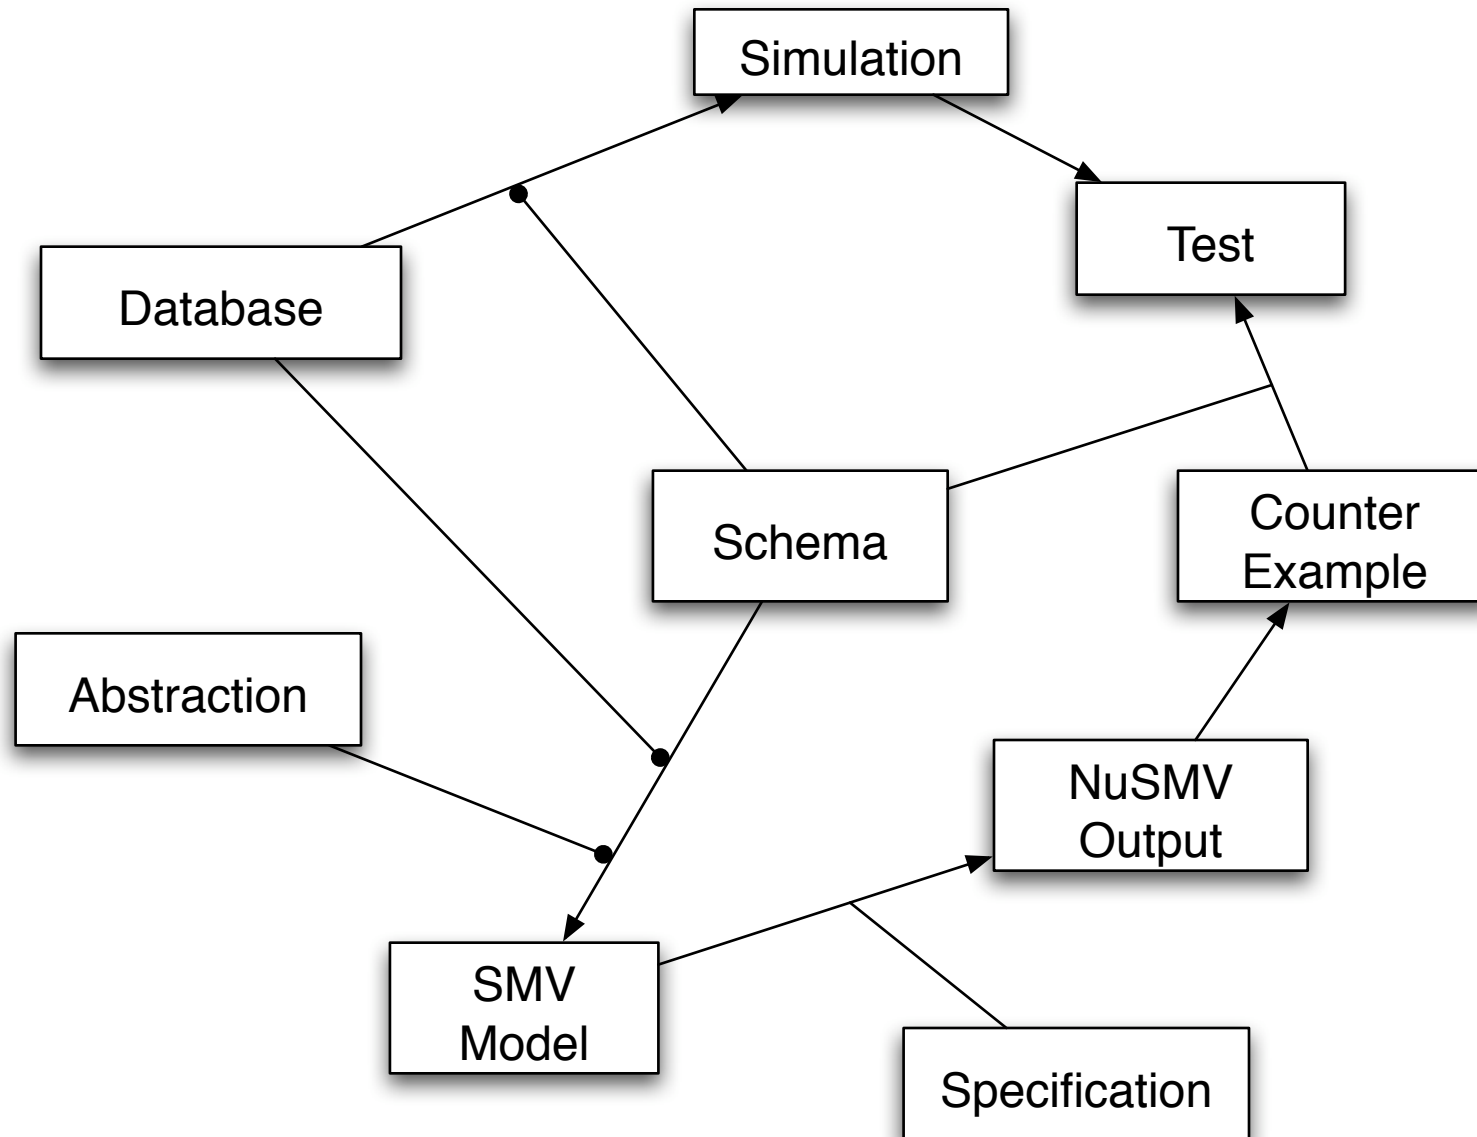 Simulation
Test
Database
Schema
Counter
Example
Abstraction
NuSMV
Output
SMV
Model
Specification